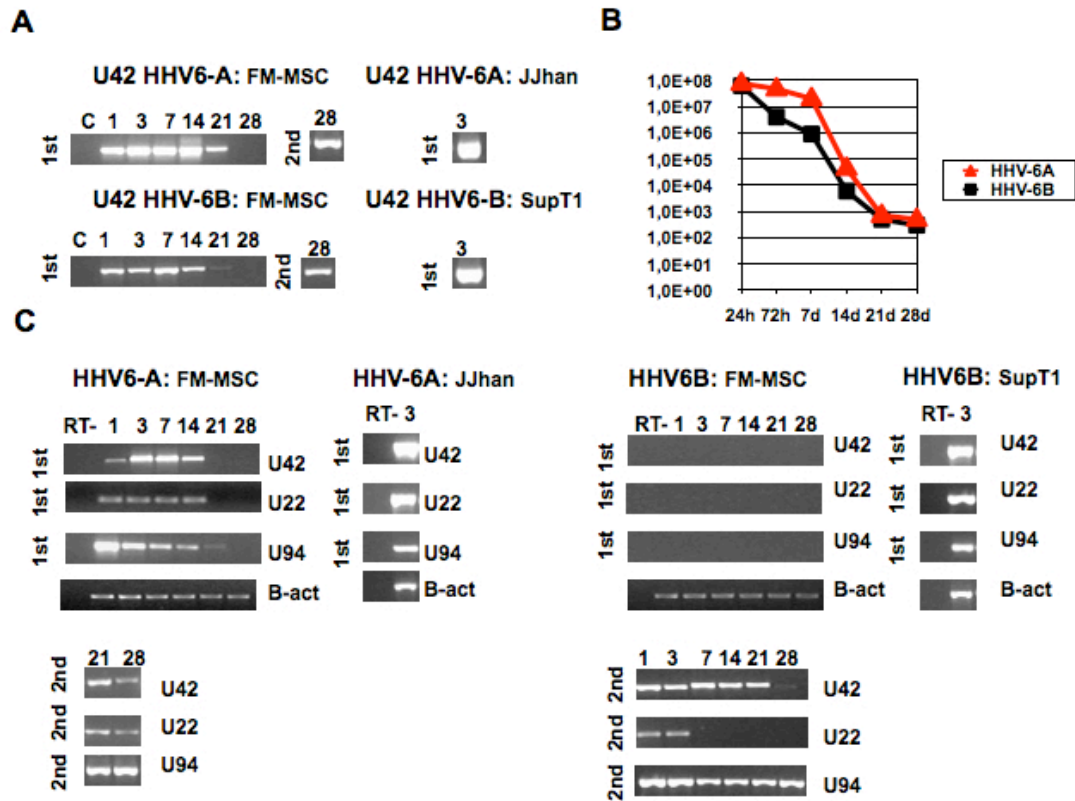 A
B
U42 HHV6-A: FM-MSC
U42 HHV-6A: JJhan
C 1 3 7 14 21 28
28
3
1st
2nd
1st
U42 HHV-6B: FM-MSC
U42 HHV6-B: SupT1
C 1 3 7 14 21 28
28
3
1st
2nd
1st
1,0E+08
1,0E+07
1,0E+06
1,0E+05
1,0E+04
1,0E+03
1,0E+02
1,0E+01
1,0E+00
24h 72h 7d 14d 21d 28d
HHV-6A
HHV-6B
C
HHV6-A: FM-MSC
RT- 1 3 7 14 21 28
1st U42
1st U22
1st U94
B-act
21 28
2nd U42
2nd U22
2nd U94
HHV-6A: JJhan
RT- 3
1st U42
1st U22
1st U94
B-act
HHV6B: FM-MSC
RT- 1 3 7 14 21 28
1st U42
1st U22
1st U94
B-act
1 3 7 14 21 28
2nd U42
2nd U22
2nd U94
HHV6B: SupT1
RT- 3
1st U42
1st U22
1st U94
B-act